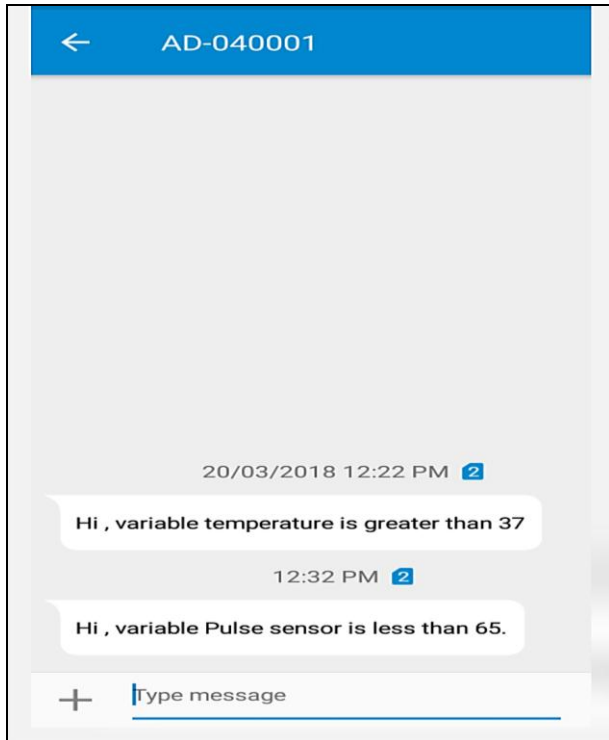 AD-040001
20/03/2018 12:22 PM 2
Hi , variable temperature is greater than 37
12:32 PM 2
Hi , variable Pulse sensor is less than 65.
Type message